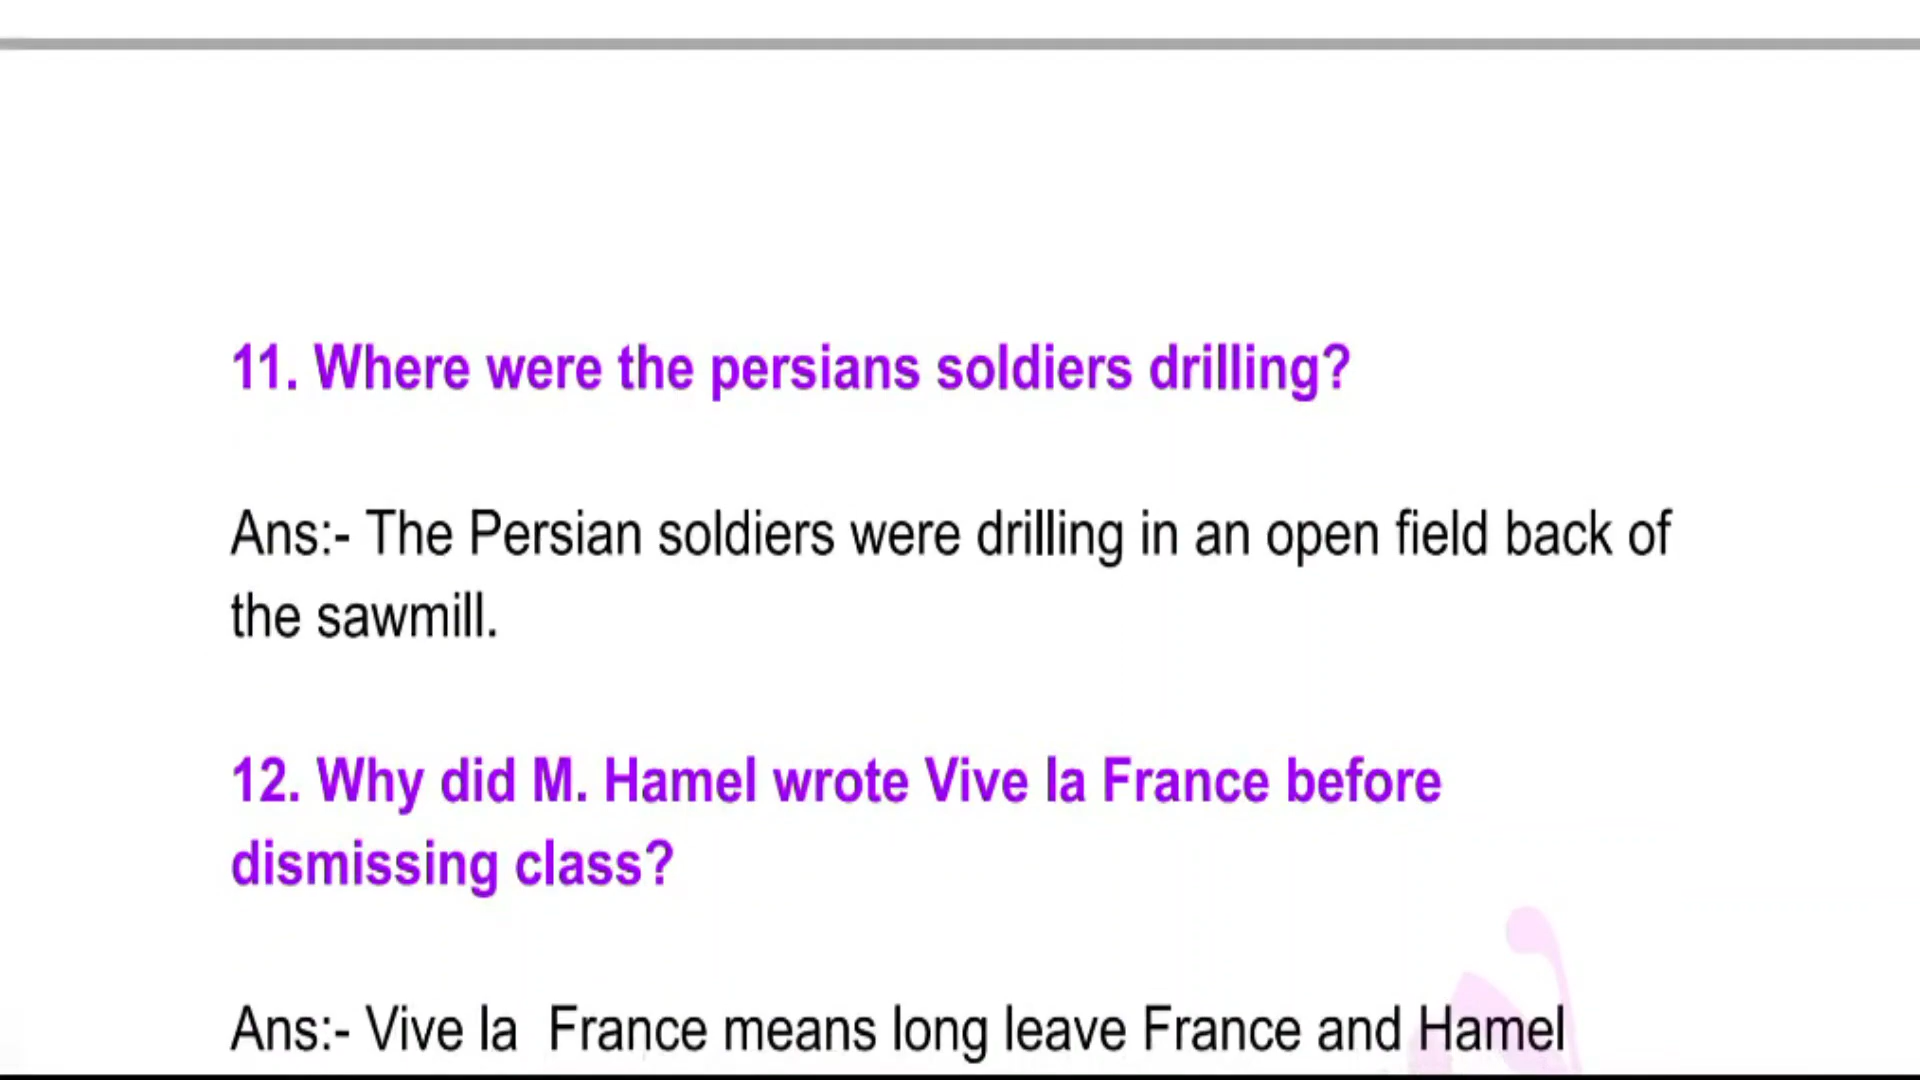 11. Where were the persians soldiers drilling?
Ans:- The Persian soldiers were drilling in an open field back of
the sawmill.
12. Why did M. Hamel wrote Vive la France before
dismissing class?
Ans:- Vive la  France means long leave France and Hamel